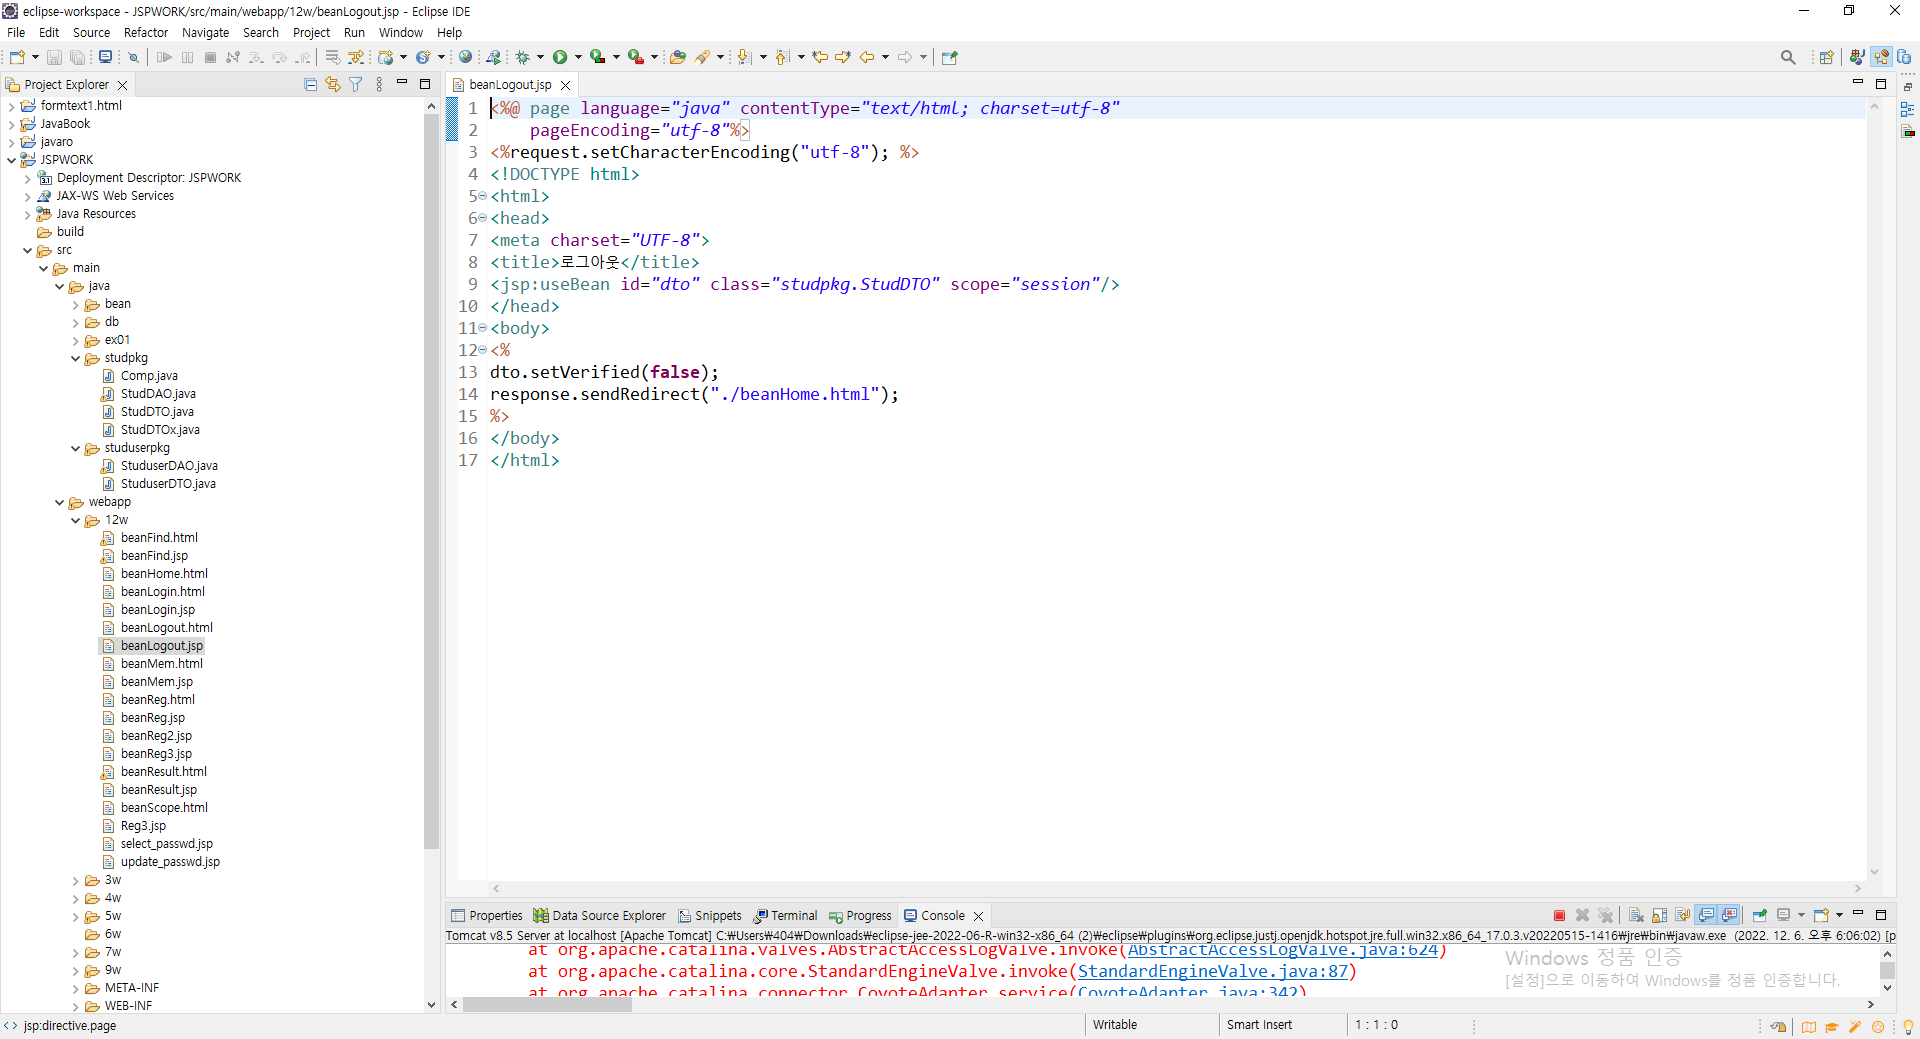 eclipse-workspace - JSPWORK/src/main/webapp/12w/beanLogout.jsp - Eclipse IDE
File Edit Source Refactor Navigate Search Project Run Window Help
Project Explorer
formtext1.html
JavaBook
javaro
JSPWORK
Deployment Descriptor: JSPWORK
JAX-WS Web Services
Java Resources
build
src
main
java
bean
db
ex01
studpkg
Comp.java
StudDAO.java
StudDTO.java
StudDTOx.java
studuserpkg
StuduserDAO.java
StuduserDTO.java
webapp
12w
beanFind.html
beanFind.jsp
beanHome.html
beanLogin.html
beanLogin.jsp
beanLogout.html
beanLogout.jsp
beanMem.html
beanMem.jsp
beanReg.html
beanReg.jsp
beanReg2.jsp
beanReg3.jsp
beanResult.html
beanResult.jsp
beanScope.html
Reg3.jsp
select_passwd.jsp
update_passwd.jsp
3w
4w
5w
6w
7w
9w
META-INF
WEB-INF
beanLogout.jsp
1 <%@ page language="java" contentType="text/html; charset=utf-8"
2 pageEncoding="utf-8"%>
3 <%request.setCharacterEncoding("utf-8"); %>
4 <!DOCTYPE html>
5 <html>
6 <head>
7 <meta charset="UTF-8">
8 <title>로그아웃</title>
9 <jsp:useBean id="dto" class="studpkg.StudDTO" scope="session"/>
10 </head>
11 <body>
12 <%
13 dto.setVerified(false);
14 response.sendRedirect("./beanHome.html");
15 %>
16 </body>
17 </html>
Properties Data Source Explorer Snippets Terminal Progress Console
Tomcat v8.5 Server at localhost [Apache Tomcat] C:₩Users₩404₩Downloads₩eclipse-jee-2022-06-R-win32-x86_64 (2)₩eclipse₩plugins₩org.eclipse.justj.openjdk.hotspot.jre.full.win32.x86_64_17.0.3.v20220515-1416₩jre₩bin₩javaw.exe (2022. 12. 6. 오후 6:06:02) [p
at org.apache.catalina.valves.AbstractAccessLogValve.invoke(AbstractAccessLogValve.java:624)
at org.apache.catalina.core.StandardEngineValve.invoke(StandardEngineValve.java:87)
at org.apache.catalina.connector.CoyoteAdapter.service(CoyoteAdapter.java:342)
Windows 정품 인증
[설정]으로 이동하여 Windows를 정품 인증합니다.
jsp:directive.page
Writable
Smart Insert
1 : 1 : 0